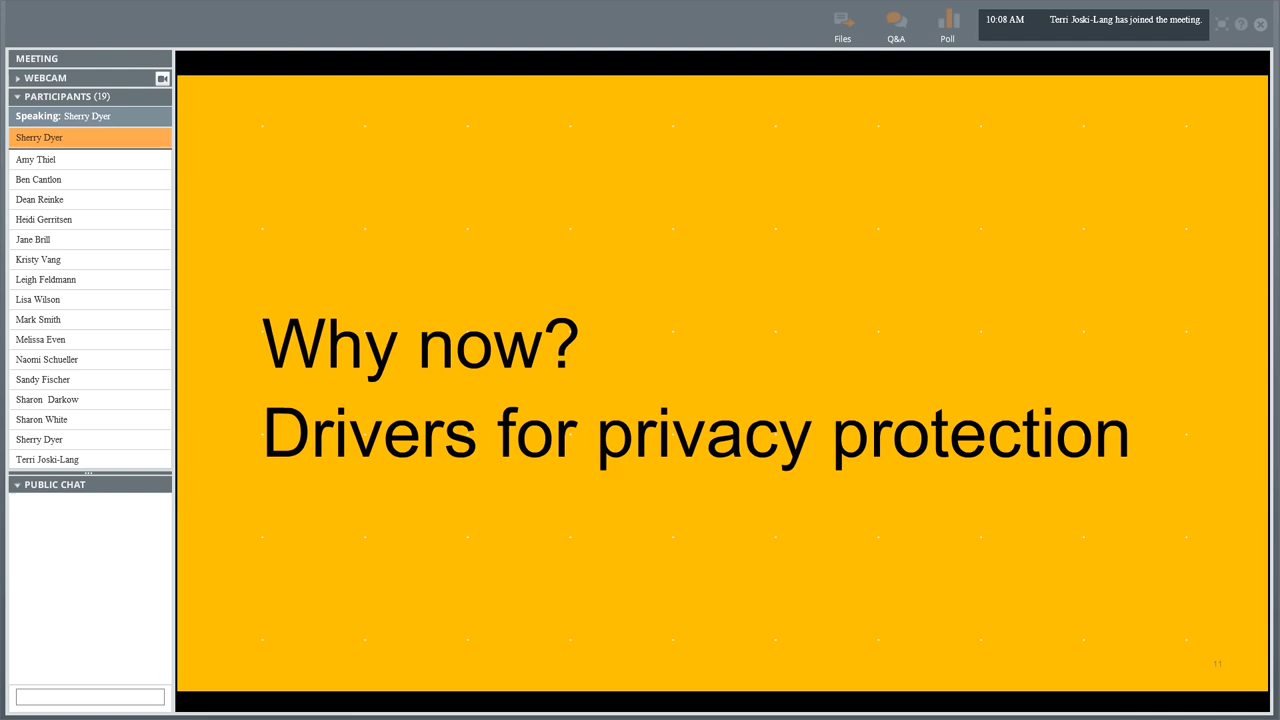 Files
Q&A
Poll
10:08 AM Terri Joski-Lang has joined the meeting.
MEETING
WEBCAM
PARTICIPANTS (19)
Speaking: Sherry Dyer
Sherry Dyer
Amy Thiel
Ben Cantlon
Dean Reinke
Heidi Gerritsen
Jane Brill
Kristy Vang
Leigh Feldmann
Lisa Wilson
Mark Smith
Melissa Even
Naomi Schueller
Sandy Fischer
Sharon Darkow
Sharon White
Sherry Dyer
Terri Joski-Lang
PUBLIC CHAT
Why now?
Drivers for privacy protection
11